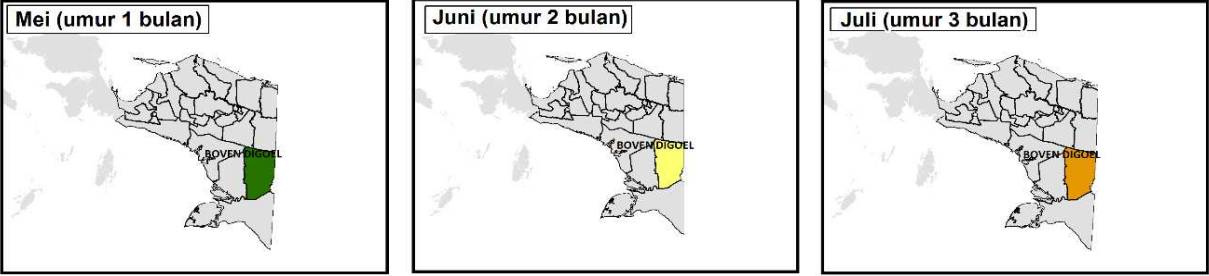 Mei (umur 1 bulan)
BOVEN DIGOEL
Juni (umur 2 bulan)
BOVEN DIGOEL
Juli (umur 3 bulan)
BOVEN DIGOEL